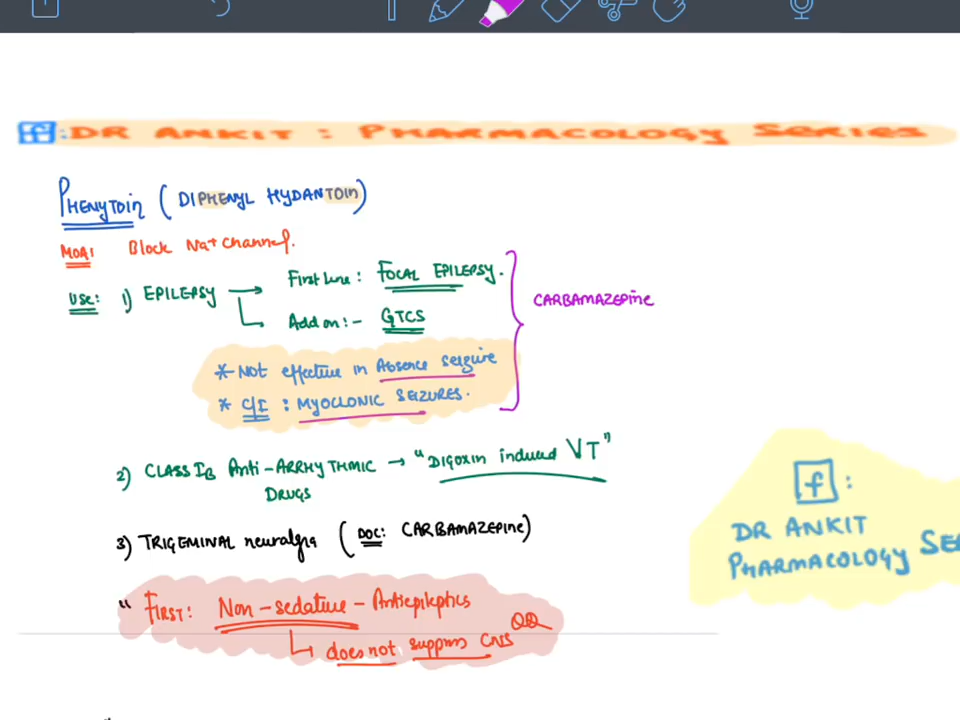 f: DR ANKIT: PHARMACOLOGY SERIES
PHENYTOIN (DIPHENYL HYDANTOIN)
MOA: Block Na+ channel.
USE: 1) EPILEPSY → First Line: FOCAL EPILEPSY.
Add on:- GTCS
CARBAMAZEPINE
* NOT effective in Absence seizure
* C/I: MYOCLONIC SEIZURES.
2) CLASS IB Anti-ARRHYTHMIC → "DIGOXIN induced VT"
DRUGS
3) TRIGEMINAL neuralgia (DOC: CARBAMAZEPINE)
" FIRST: Non-sedative-Antiepileptics
does not suppress CNS
f:
DR ANKIT
PHARMACOLOGY SE